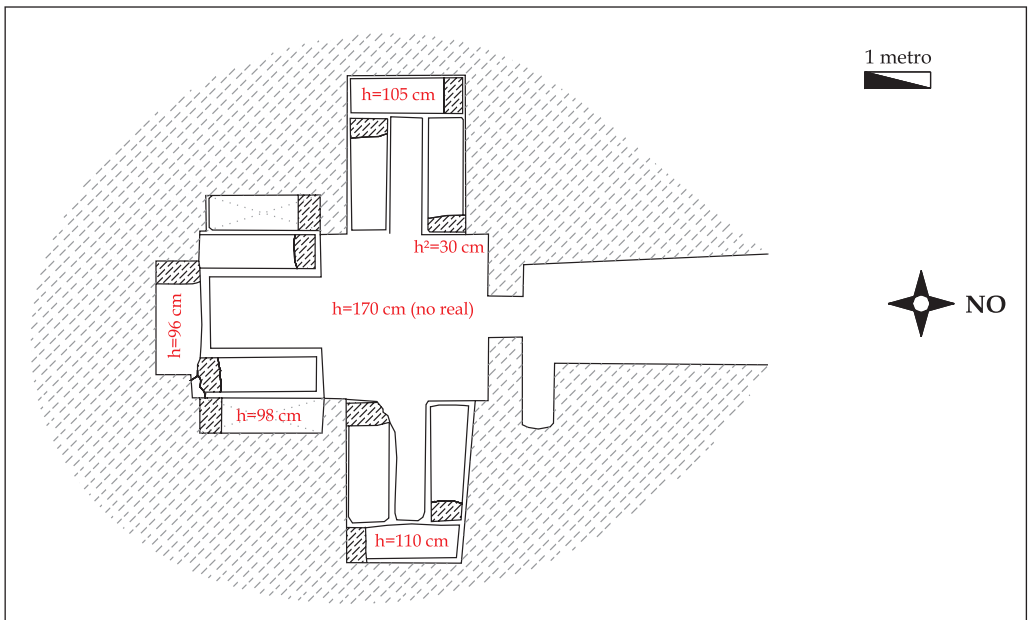 1 metro
h=105 cm
h²=30 cm
h=170 cm (no real)
NO
h=96 cm
h=98 cm
h=110 cm